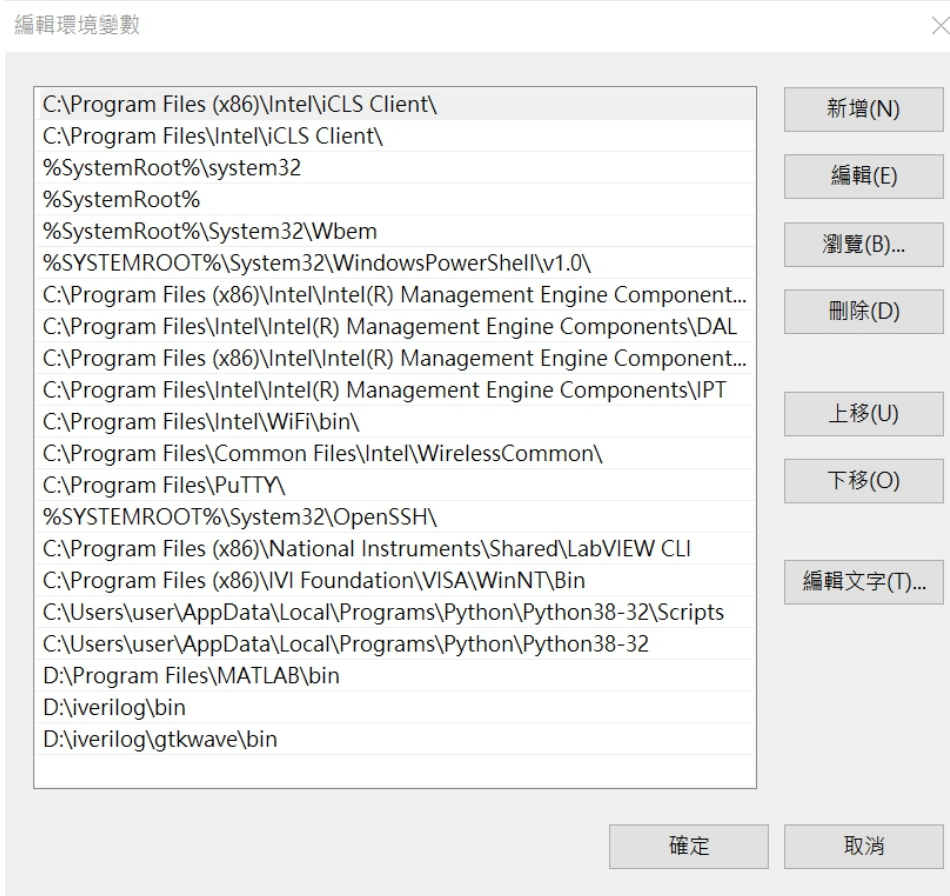 編輯環境變數
C:\Program Files (x86)\Intel\iCLS Client\
C:\Program Files\Intel\iCLS Client\
%SystemRoot%\system32
%SystemRoot%
%SystemRoot%\System32\Wbem
%SYSTEMROOT%\System32\WindowsPowerShell\v1.0\
C:\Program Files (x86)\Intel\Intel(R) Management Engine Component...
C:\Program Files\Intel\Intel(R) Management Engine Components\DAL
C:\Program Files (x86)\Intel\Intel(R) Management Engine Component...
C:\Program Files\Intel\Intel(R) Management Engine Components\IPT
C:\Program Files\Intel\WiFi\bin\
C:\Program Files\Common Files\Intel\WirelessCommon\
C:\Program Files\PuTTY\
%SYSTEMROOT%\System32\OpenSSH\
C:\Program Files (x86)\National Instruments\Shared\LabVIEW CLI
C:\Program Files (x86)\IVI Foundation\VISA\WinNT\Bin
C:\Users\user\AppData\Local\Programs\Python\Python38-32\Scripts
C:\Users\user\AppData\Local\Programs\Python\Python38-32
D:\Program Files\MATLAB\bin
D:\iverilog\bin
D:\iverilog\gtkwave\bin
新增(N)
編輯(E)
瀏覽(B)...
刪除(D)
上移(U)
下移(O)
編輯文字(T)...
確定
取消